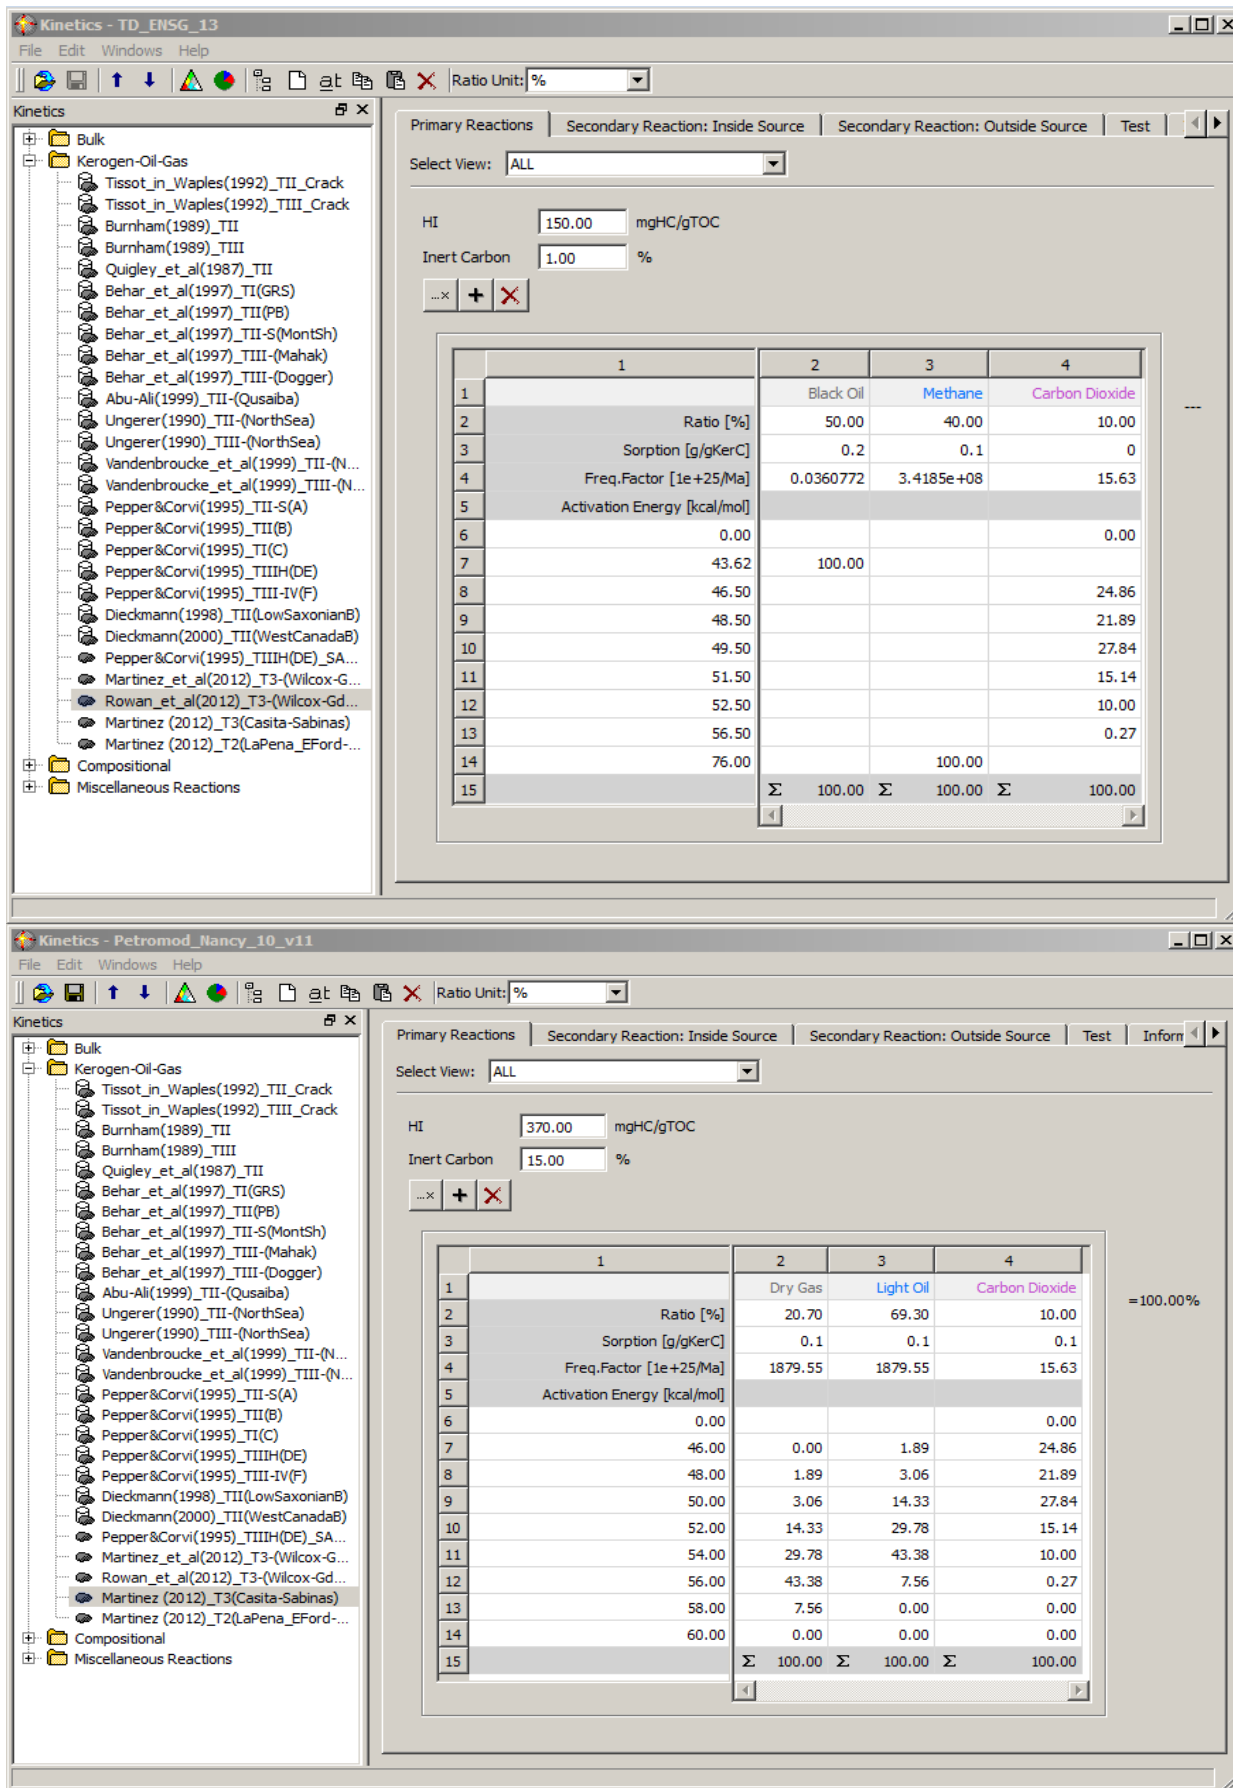 Kinetics - TD_ENSG_13
File Edit Windows Help
at Ratio Unit: %
Kinetics
Bulk
Kerogen-Oil-Gas
Tissot_in_Waples(1992)_TII_Crack
Tissot_in_Waples(1992)_TIII_Crack
Burnham(1989)_TII
Burnham(1989)_TIII
Quigley_et_al(1987)_TII
Behar_et_al(1997)_TI(GRS)
Behar_et_al(1997)_TII(PB)
Behar_et_al(1997)_TII-S(MontSh)
Behar_et_al(1997)_TIII-(Mahak)
Behar_et_al(1997)_TIII-(Dogger)
Abu-Ali(1999)_TII-(Qusaiba)
Ungerer(1990)_TII-(NorthSea)
Ungerer(1990)_TIII-(NorthSea)
Vandenbroucke_et_al(1999)_TII-(N...
Vandenbroucke_et_al(1999)_TIII-(N...
Pepper&Corvi(1995)_TII-S(A)
Pepper&Corvi(1995)_TII(B)
Pepper&Corvi(1995)_TI(C)
Pepper&Corvi(1995)_TIIIH(DE)
Pepper&Corvi(1995)_TIII-IV(F)
Dieckmann(1998)_TII(LowSaxonianB)
Dieckmann(2000)_TII(WestCanadaB)
Pepper&Corvi(1995)_TIIIH(DE)_SA...
Martinez_et_al(2012)_T3-(Wilcox-G...
Rowan_et_al(2012)_T3-(Wilcox-Gd...
Martinez (2012)_T3(Casita-Sabinas)
Martinez (2012)_T2(LaPena_EFord-...
Compositional
Miscellaneous Reactions
Primary Reactions Secondary Reaction: Inside Source Secondary Reaction: Outside Source Test
Select View: ALL
HI 150.00 mgHC/gTOC
Inert Carbon 1.00 %
...x +
1 2 3 4
1 Black Oil Methane Carbon Dioxide
2 Ratio [%] 50.00 40.00 10.00
3 Sorption [g/gKerC] 0.2 0.1 0
4 Freq.Factor [1e+25/Ma] 0.0360772 3.4185e+08 15.63
5 Activation Energy [kcal/mol]
6 0.00 0.00
7 43.62 100.00
8 46.50 24.86
9 48.50 21.89
10 49.50 27.84
11 51.50 15.14
12 52.50 10.00
13 56.50 0.27
14 76.00 100.00
15 Σ 100.00 Σ 100.00 Σ 100.00
---
Kinetics - Petromod_Nancy_10_v11
File Edit Windows Help
at Ratio Unit: %
Kinetics
Bulk
Kerogen-Oil-Gas
Tissot_in_Waples(1992)_TII_Crack
Tissot_in_Waples(1992)_TIII_Crack
Burnham(1989)_TII
Burnham(1989)_TIII
Quigley_et_al(1987)_TII
Behar_et_al(1997)_TI(GRS)
Behar_et_al(1997)_TII(PB)
Behar_et_al(1997)_TII-S(MontSh)
Behar_et_al(1997)_TIII-(Mahak)
Behar_et_al(1997)_TIII-(Dogger)
Abu-Ali(1999)_TII-(Qusaiba)
Ungerer(1990)_TII-(NorthSea)
Ungerer(1990)_TIII-(NorthSea)
Vandenbroucke_et_al(1999)_TII-(N...
Vandenbroucke_et_al(1999)_TIII-(N...
Pepper&Corvi(1995)_TII-S(A)
Pepper&Corvi(1995)_TII(B)
Pepper&Corvi(1995)_TI(C)
Pepper&Corvi(1995)_TIIIH(DE)
Pepper&Corvi(1995)_TIII-IV(F)
Dieckmann(1998)_TII(LowSaxonianB)
Dieckmann(2000)_TII(WestCanadaB)
Pepper&Corvi(1995)_TIIIH(DE)_SA...
Martinez_et_al(2012)_T3-(Wilcox-G...
Rowan_et_al(2012)_T3-(Wilcox-Gd...
Martinez (2012)_T3(Casita-Sabinas)
Martinez (2012)_T2(LaPena_EFord-...
Compositional
Miscellaneous Reactions
Primary Reactions Secondary Reaction: Inside Source Secondary Reaction: Outside Source Test Inform
Select View: ALL
HI 370.00 mgHC/gTOC
Inert Carbon 15.00 %
...x +
1 2 3 4
1 Dry Gas Light Oil Carbon Dioxide
2 Ratio [%] 20.70 69.30 10.00
3 Sorption [g/gKerC] 0.1 0.1 0.1
4 Freq.Factor [1e+25/Ma] 1879.55 1879.55 15.63
5 Activation Energy [kcal/mol]
6 0.00 0.00
7 46.00 0.00 1.89 24.86
8 48.00 1.89 3.06 21.89
9 50.00 3.06 14.33 27.84
10 52.00 14.33 29.78 15.14
11 54.00 29.78 43.38 10.00
12 56.00 43.38 7.56 0.27
13 58.00 7.56 0.00 0.00
14 60.00 0.00 0.00 0.00
15 Σ 100.00 Σ 100.00 Σ 100.00
=100.00%